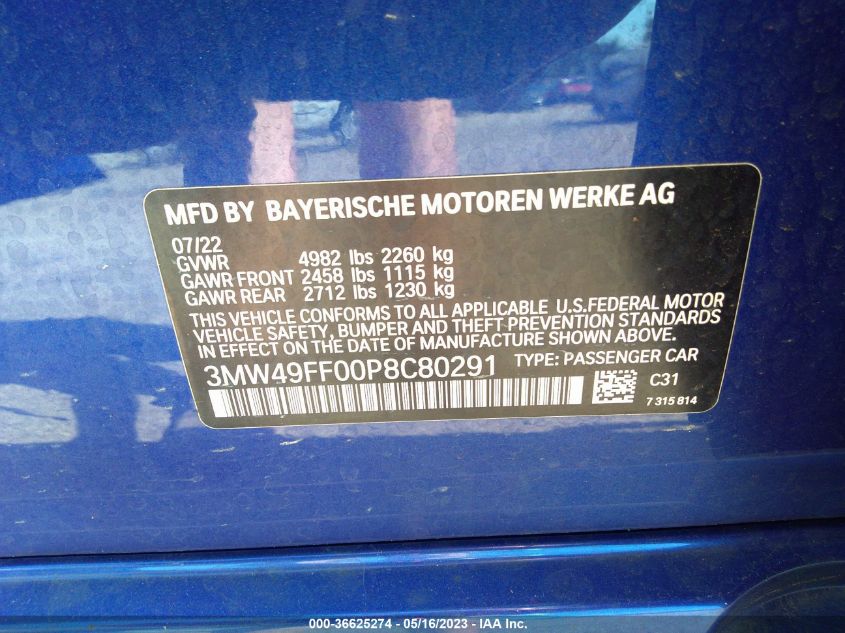 MFD BY BAYERISCHE MOTOREN WERKE AG
07/22
GVWR 4982 lbs 2260 kg
GAWR FRONT 2458 lbs 1115 kg
GAWR REAR 2712 lbs 1230 kg
THIS VEHICLE CONFORMS TO ALL APPLICABLE U.S.FEDERAL MOTOR
VEHICLE SAFETY, BUMPER AND THEFT PREVENTION STANDARDS
IN EFFECT ON THE DATE OF MANUFACTURE SHOWN ABOVE.
3MW49FF00P8C80291 TYPE: PASSENGER CAR
C31
7 315 814
000-36625274 - 05/16/2023 - IAA Inc.